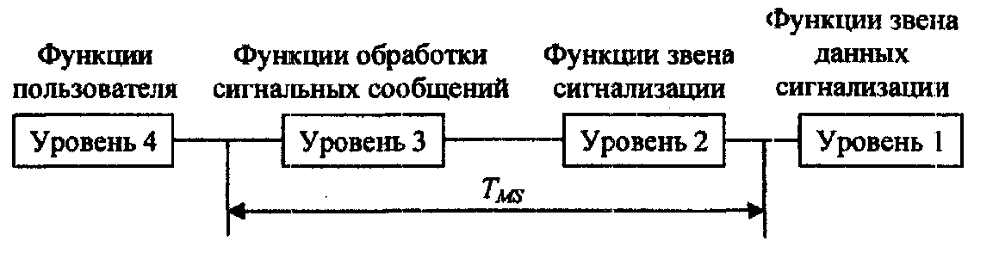 Функции
пользователя
Уровень 4
Функции обработки
сигнальных сообщений
Уровень 3
Функции звена
сигнализации
Уровень 2
Функции звена
данных
сигнализации
Уровень 1
T_MS